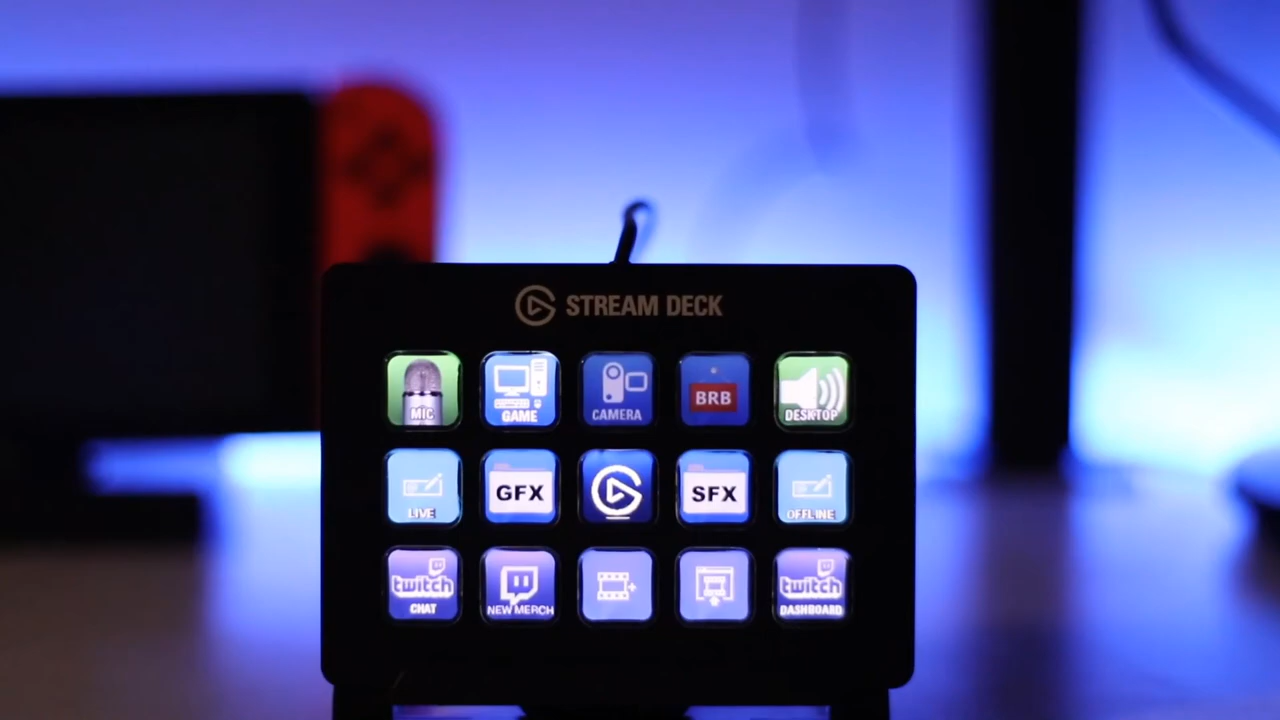 STREAM DECK
MIC
GAME
CAMERA
BRB
DESKTOP
LIVE
GFX
SFX
OFFLINE
twitch
CHAT
NEW MERCH
twitch
DASHBOARD